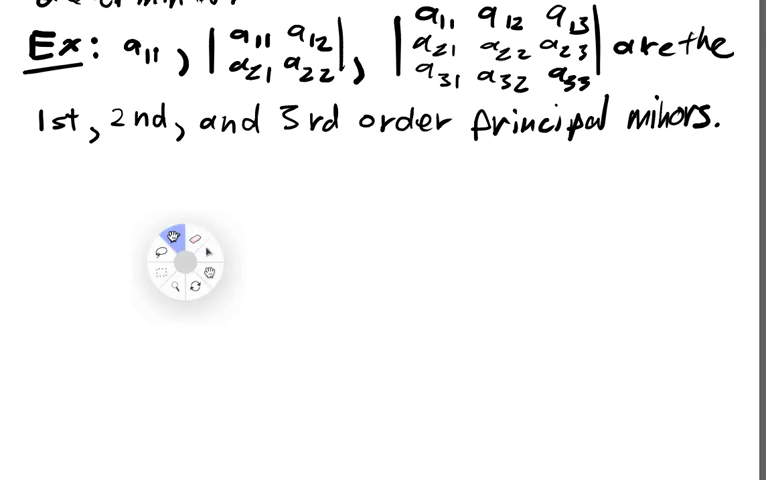 Ex: a11, | a11 a12 |, | a11 a12 a13 | are the
| a21 a22 | | a21 a22 a23 |
| a31 a32 a33 |
1st, 2nd, and 3rd order principal minors.